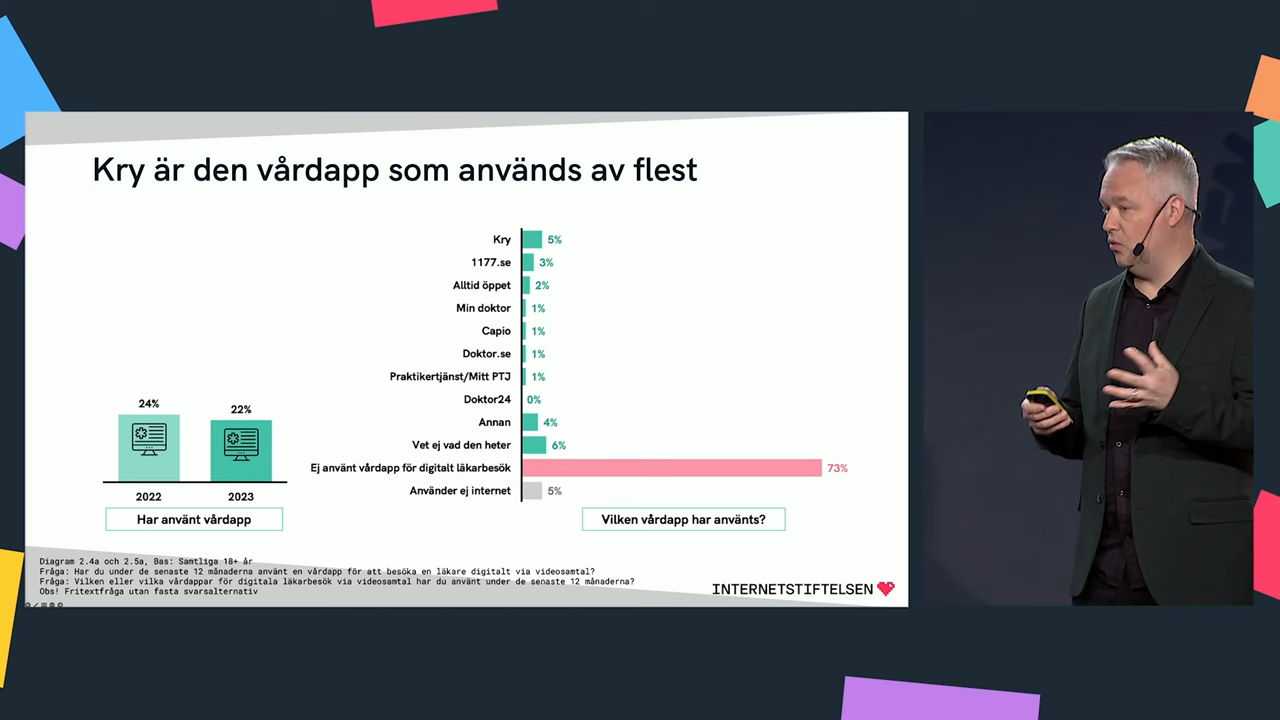 Kry är den vårdapp som används av flest
Kry 5%
1177.se 3%
Alltid öppet 2%
Min doktor 1%
Capio 1%
Doktor.se 1%
Praktikertjänst/Mitt PTJ 1%
Doktor24 0%
Annan 4%
Vet ej vad den heter 6%
Ej använt vårdapp för digitalt läkarbesök 73%
Använder ej internet 5%
Vilken vårdapp har använts?
24% 22%
2022 2023
Har använt vårdapp
Diagram 2.4a och 2.5a, Bas: Samtliga 18+ år
Fråga: Har du under de senaste 12 månaderna använt en vårdapp för att besöka en läkare digitalt via videosamtal?
Fråga: Vilken eller vilka vårdappar för digitala läkarbesök via videosamtal har du använt under de senaste 12 månaderna?
Obs! Fritextfråga utan fasta svarsalternativ
INTERNETSTIFTELSEN